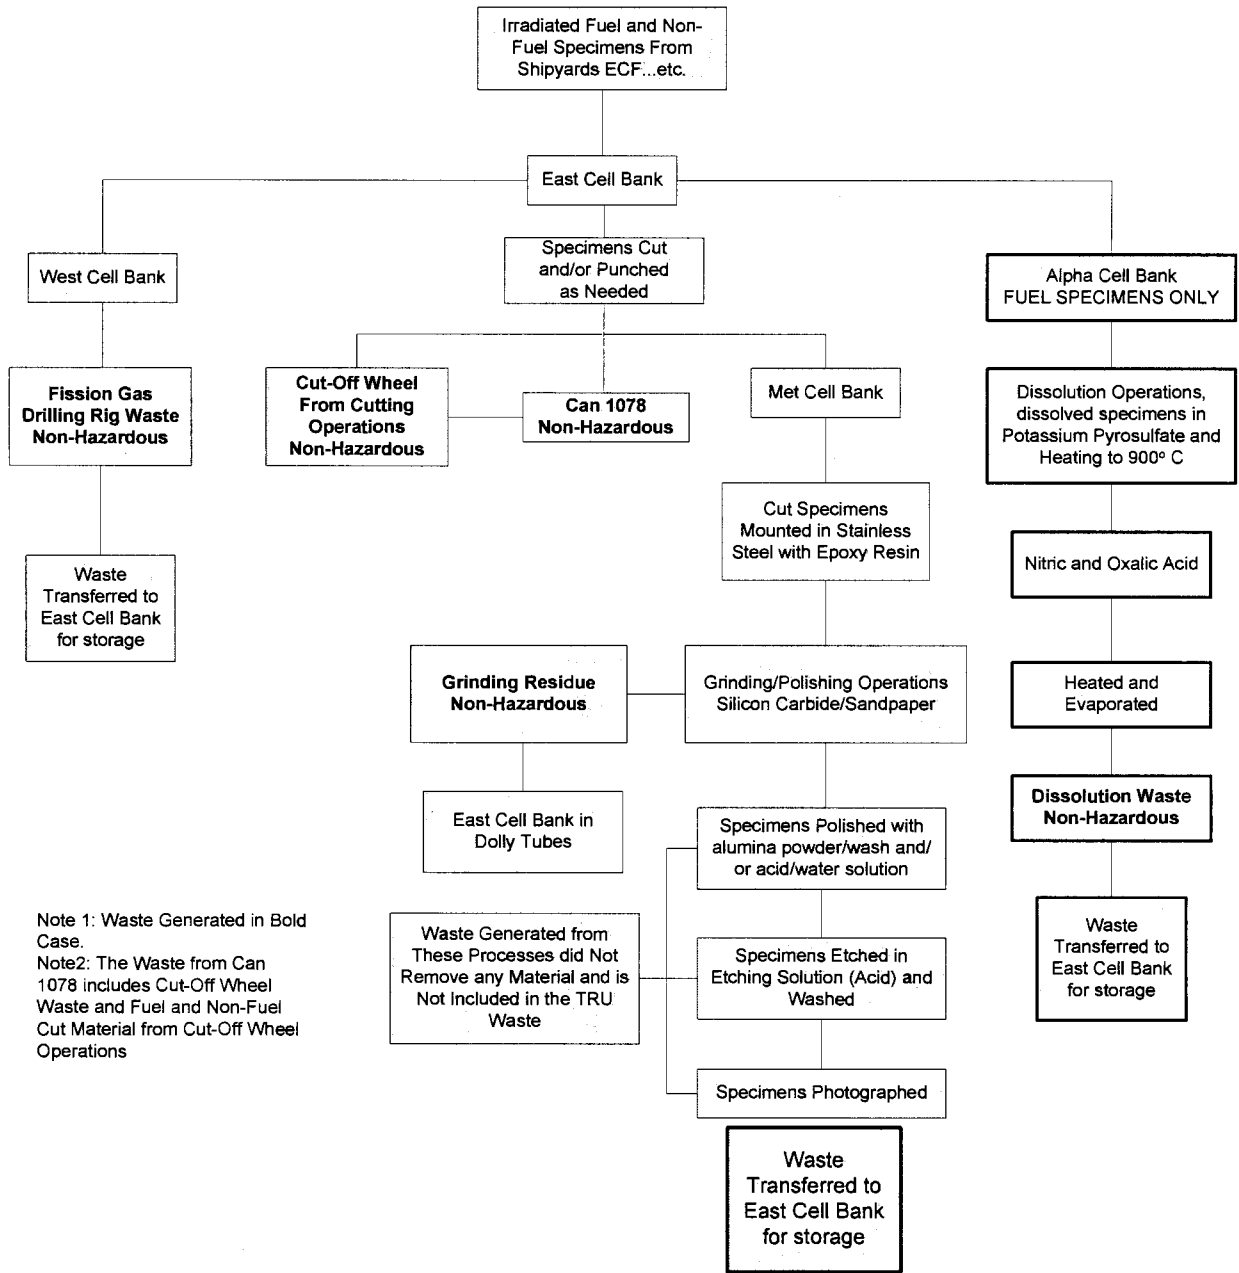 Irradiated Fuel and Non-
Fuel Specimens From
Shipyards ECF...etc.
East Cell Bank
West Cell Bank
Specimens Cut
and/or Punched
as Needed
Alpha Cell Bank
FUEL SPECIMENS ONLY
Fission Gas
Drilling Rig Waste
Non-Hazardous
Cut-Off Wheel
From Cutting
Operations
Non-Hazardous
Can 1078
Non-Hazardous
Met Cell Bank
Dissolution Operations,
dissolved specimens in
Potassium Pyrosulfate and
Heating to 900° C
Cut Specimens
Mounted in Stainless
Steel with Epoxy Resin
Nitric and Oxalic Acid
Waste
Transferred to
East Cell Bank
for storage
Grinding Residue
Non-Hazardous
Grinding/Polishing Operations
Silicon Carbide/Sandpaper
Heated and
Evaporated
East Cell Bank in
Dolly Tubes
Specimens Polished with
alumina powder/wash and/
or acid/water solution
Dissolution Waste
Non-Hazardous
Note 1: Waste Generated in Bold
Case.
Note2: The Waste from Can
1078 includes Cut-Off Wheel
Waste and Fuel and Non-Fuel
Cut Material from Cut-Off Wheel
Operations
Waste Generated from
These Processes did Not
Remove any Material and is
Not Included in the TRU
Waste
Specimens Etched in
Etching Solution (Acid) and
Washed
Waste
Transferred to
East Cell Bank
for storage
Specimens Photographed
Waste
Transferred to
East Cell Bank
for storage